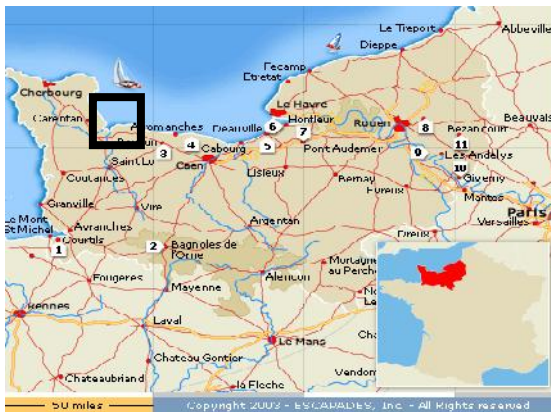 Le Treport
Abbeville
Dieppe
Fecamp
Etretat
Cherbourg
Le Havre
Carentan
Honfleur
Rouen
Beauvais
Deauville
6
7
8
Bezancourt
3
4
Cabourg
5
Pont Audemer
11
Saint Lo
Caen
9
Les Andelys
Lisieux
10
Giverny
Coutances
Bernay
Evreux
Mantes
Granville
Vire
Paris
Le Mont
St Michel
Avranches
Argentan
Dreux
Versailles
Courtils
1
2
Bagnoles de
l'Orne
Mortagne
au Perche
Fougeres
Alencon
Mayenne
Rennes
Laval
Le Mans
Chateau Gontier
Chateaubriand
la Fleche
50 miles
Copyright 2003 - ESCAPADES, Inc - All Rights reserved